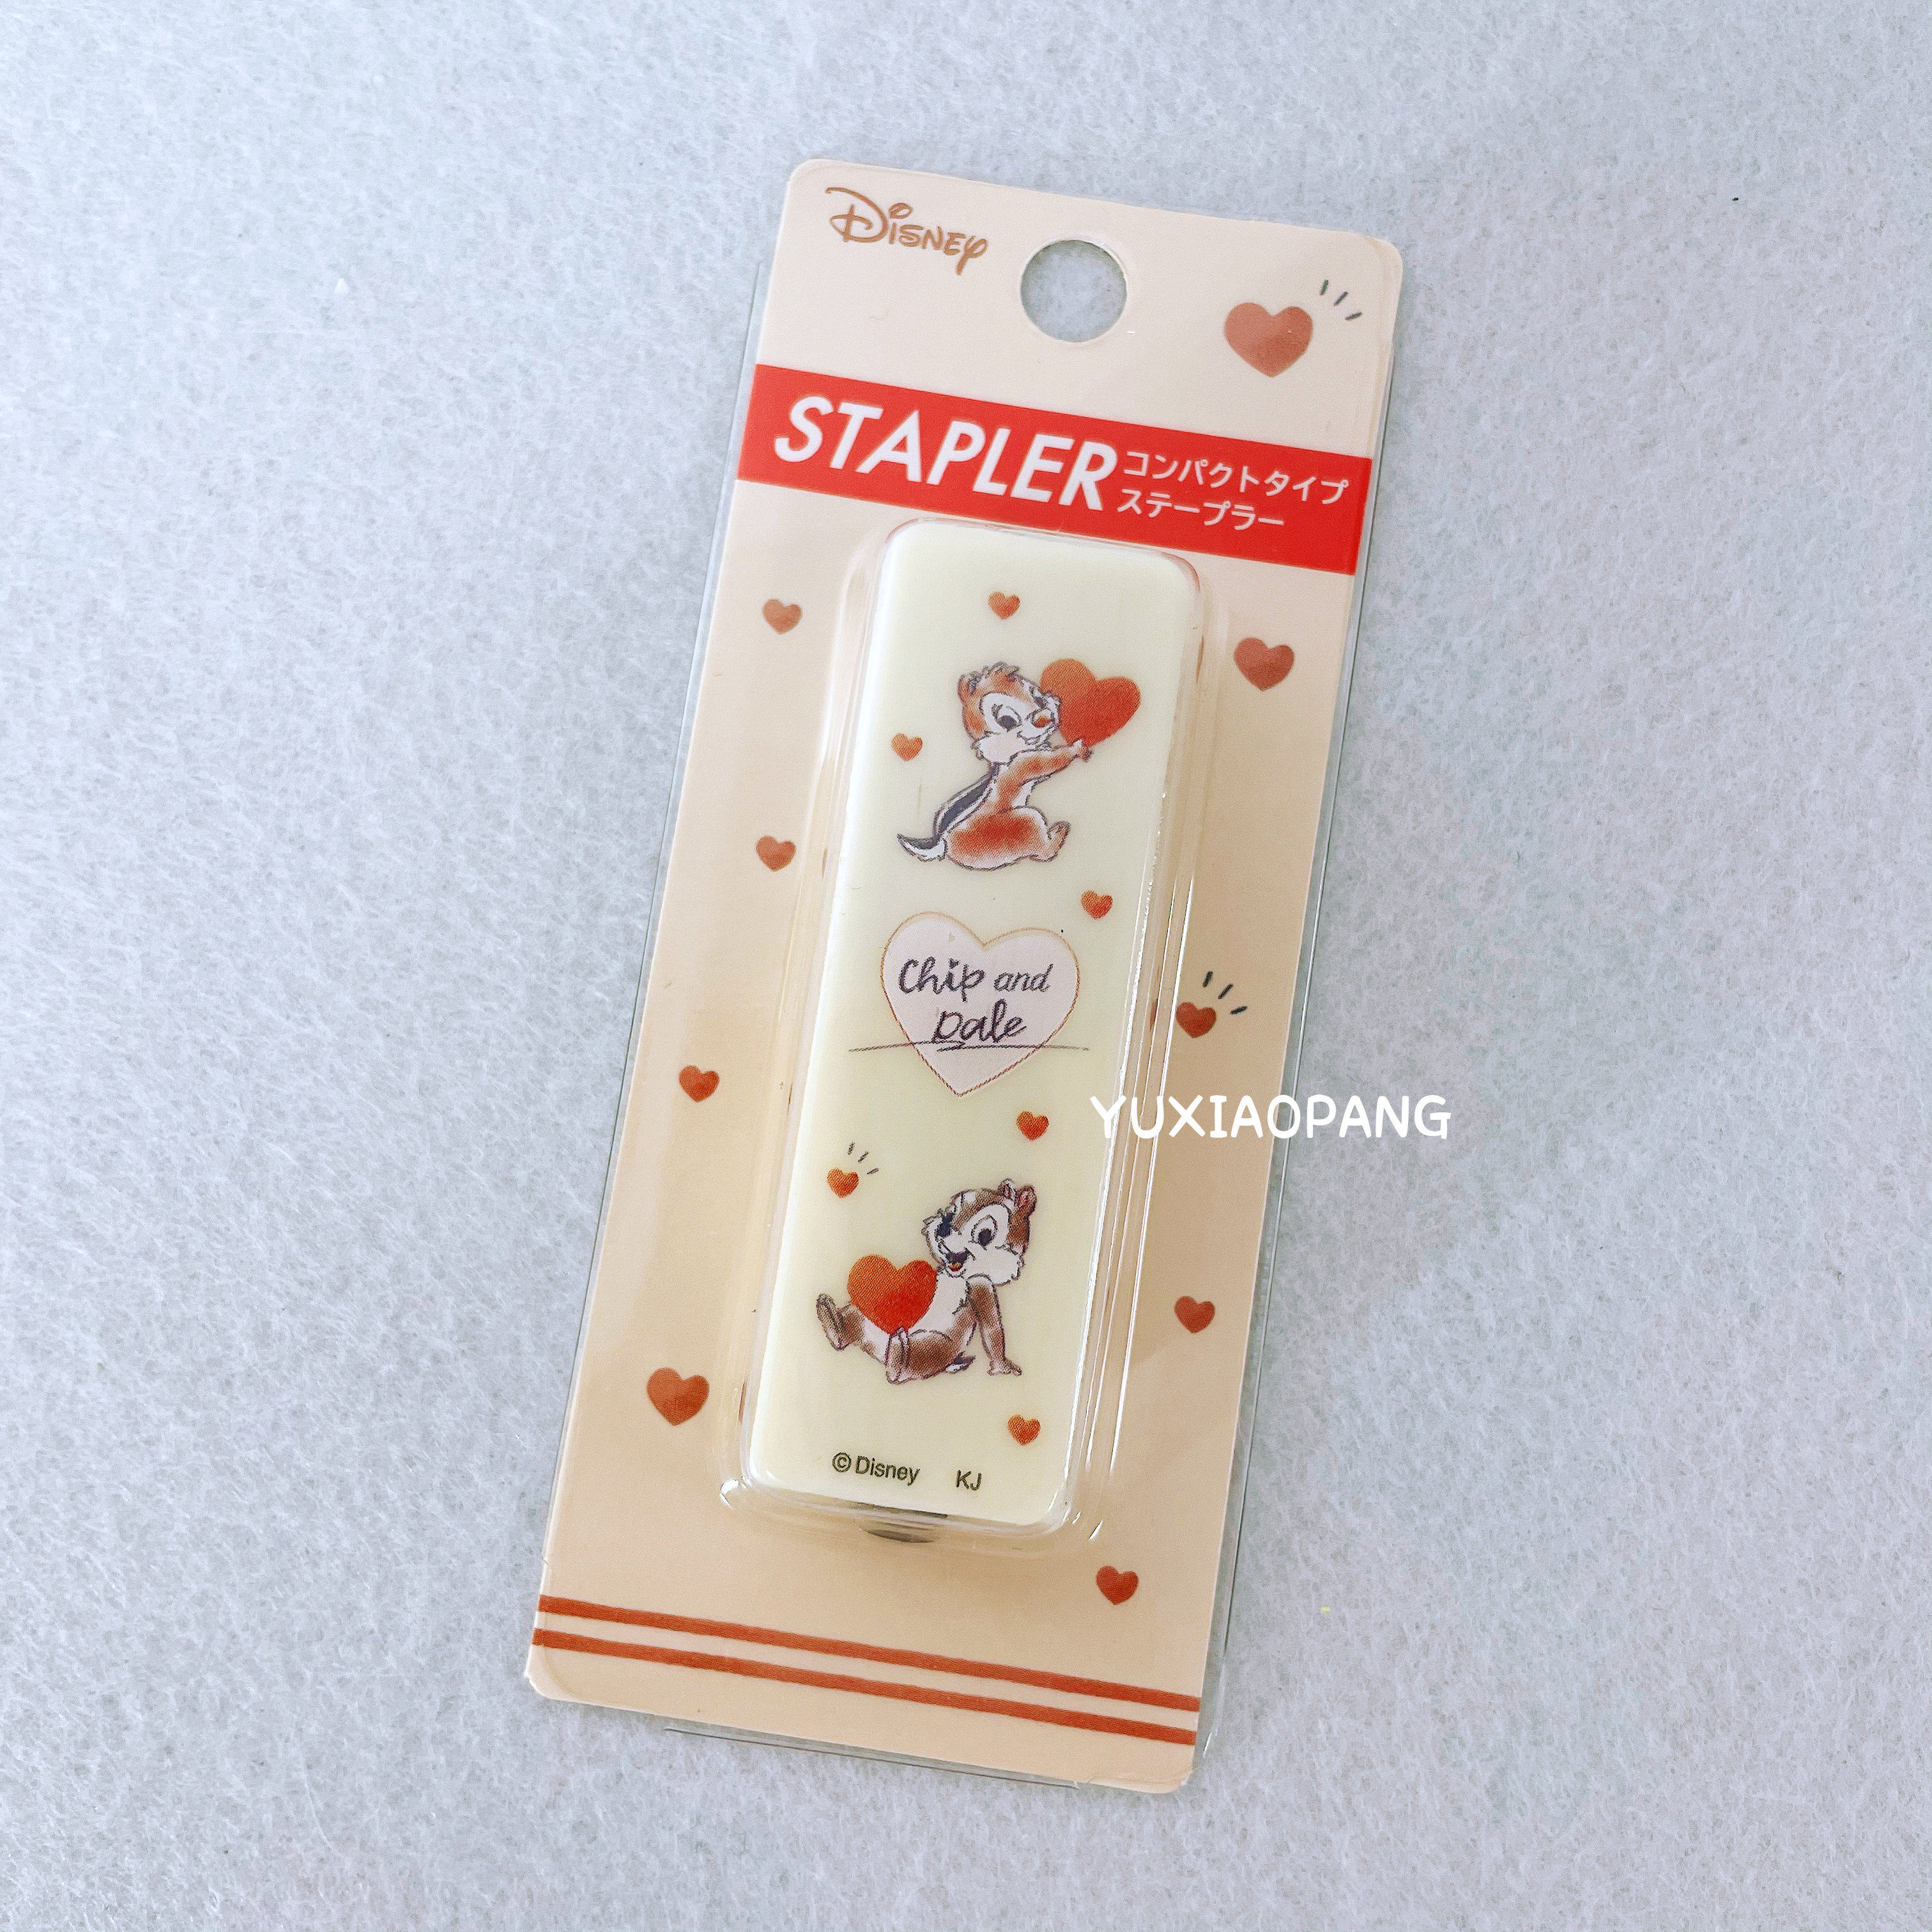 Disney
STAPLER
コンパクトタイプ
ステープラー
Chip and
Dale
YUXIAOPANG
©Disney KJ